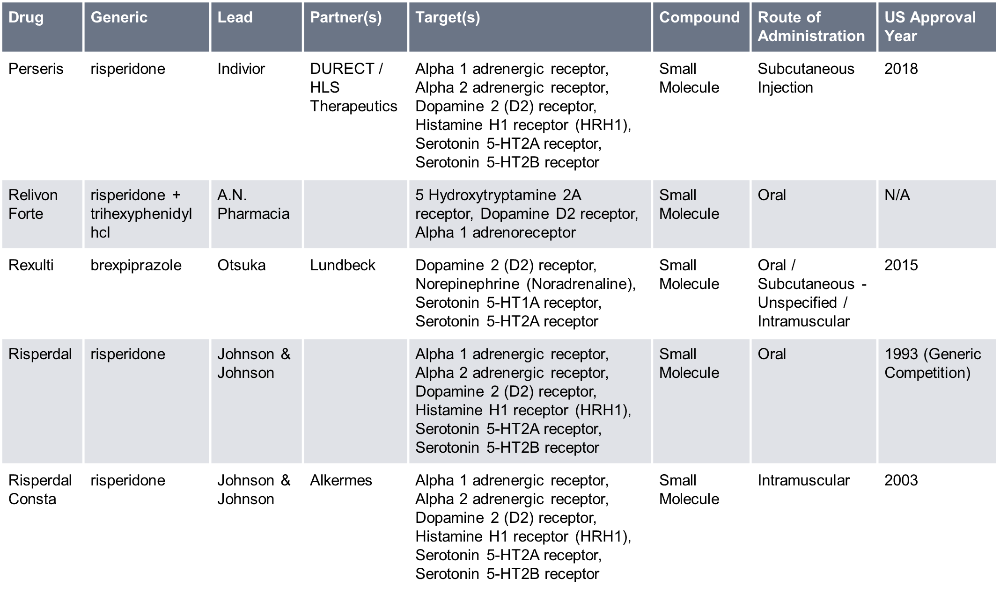 Drug
Generic
Lead
Partner(s)
Target(s)
Compound
Route of
Administration
US Approval
Year
Perseris
risperidone
Indivior
DURECT /
HLS
Therapeutics
Alpha 1 adrenergic receptor,
Alpha 2 adrenergic receptor,
Dopamine 2 (D2) receptor,
Histamine H1 receptor (HRH1),
Serotonin 5-HT2A receptor,
Serotonin 5-HT2B receptor
Small
Molecule
Subcutaneous
Injection
2018
Relivon
Forte
risperidone +
trihexyphenidyl
hcl
A.N.
Pharmacia
5 Hydroxytryptamine 2A
receptor, Dopamine D2 receptor,
Alpha 1 adrenoreceptor
Small
Molecule
Oral
N/A
Rexulti
brexpiprazole
Otsuka
Lundbeck
Dopamine 2 (D2) receptor,
Norepinephrine (Noradrenaline),
Serotonin 5-HT1A receptor,
Serotonin 5-HT2A receptor
Small
Molecule
Oral /
Subcutaneous -
Unspecified /
Intramuscular
2015
Risperdal
risperidone
Johnson &
Johnson
Alpha 1 adrenergic receptor,
Alpha 2 adrenergic receptor,
Dopamine 2 (D2) receptor,
Histamine H1 receptor (HRH1),
Serotonin 5-HT2A receptor,
Serotonin 5-HT2B receptor
Small
Molecule
Oral
1993 (Generic
Competition)
Risperdal
Consta
risperidone
Johnson &
Johnson
Alkermes
Alpha 1 adrenergic receptor,
Alpha 2 adrenergic receptor,
Dopamine 2 (D2) receptor,
Histamine H1 receptor (HRH1),
Serotonin 5-HT2A receptor,
Serotonin 5-HT2B receptor
Small
Molecule
Intramuscular
2003